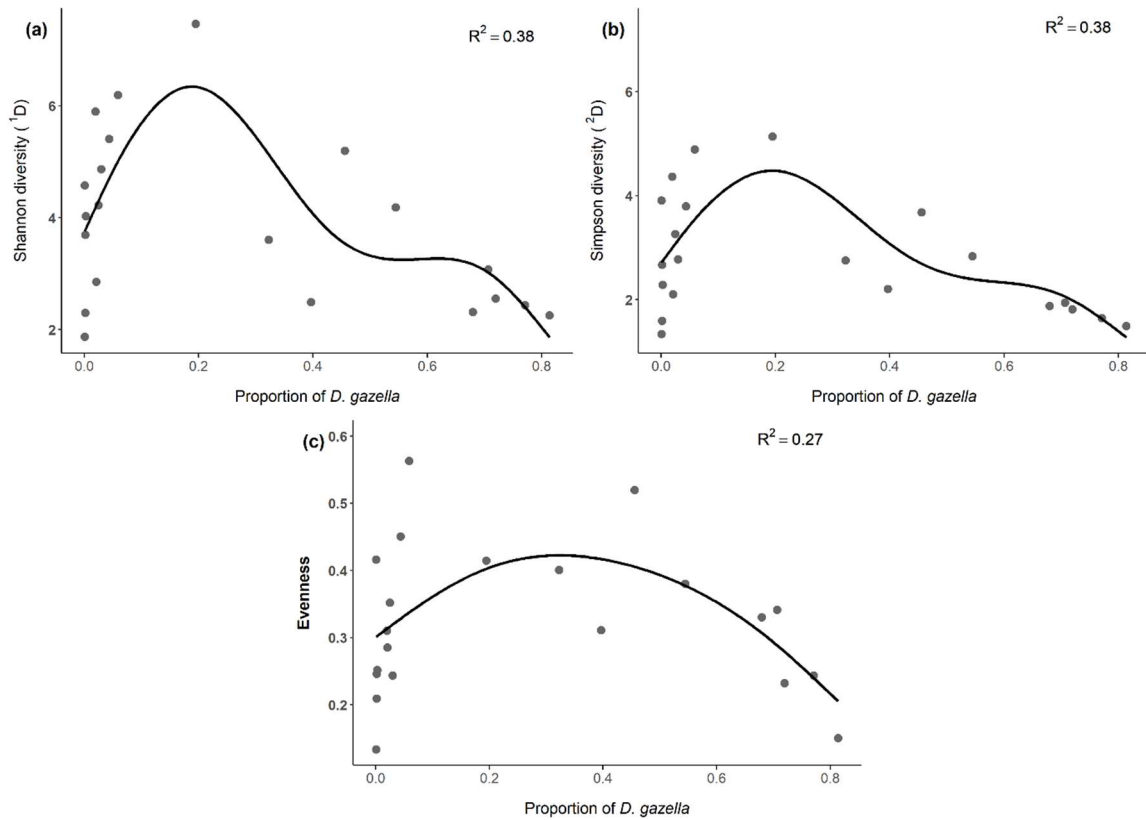 (a)
R² = 0.38
Shannon diversity ( ¹D)
6
4
2
0.0 0.2 0.4 0.6 0.8
Proportion of D. gazella
(b)
R² = 0.38
Simpson diversity ( ²D)
6
4
2
0.0 0.2 0.4 0.6 0.8
Proportion of D. gazella
(c)
R² = 0.27
Evenness
0.6
0.5
0.4
0.3
0.2
0.0 0.2 0.4 0.6 0.8
Proportion of D. gazella